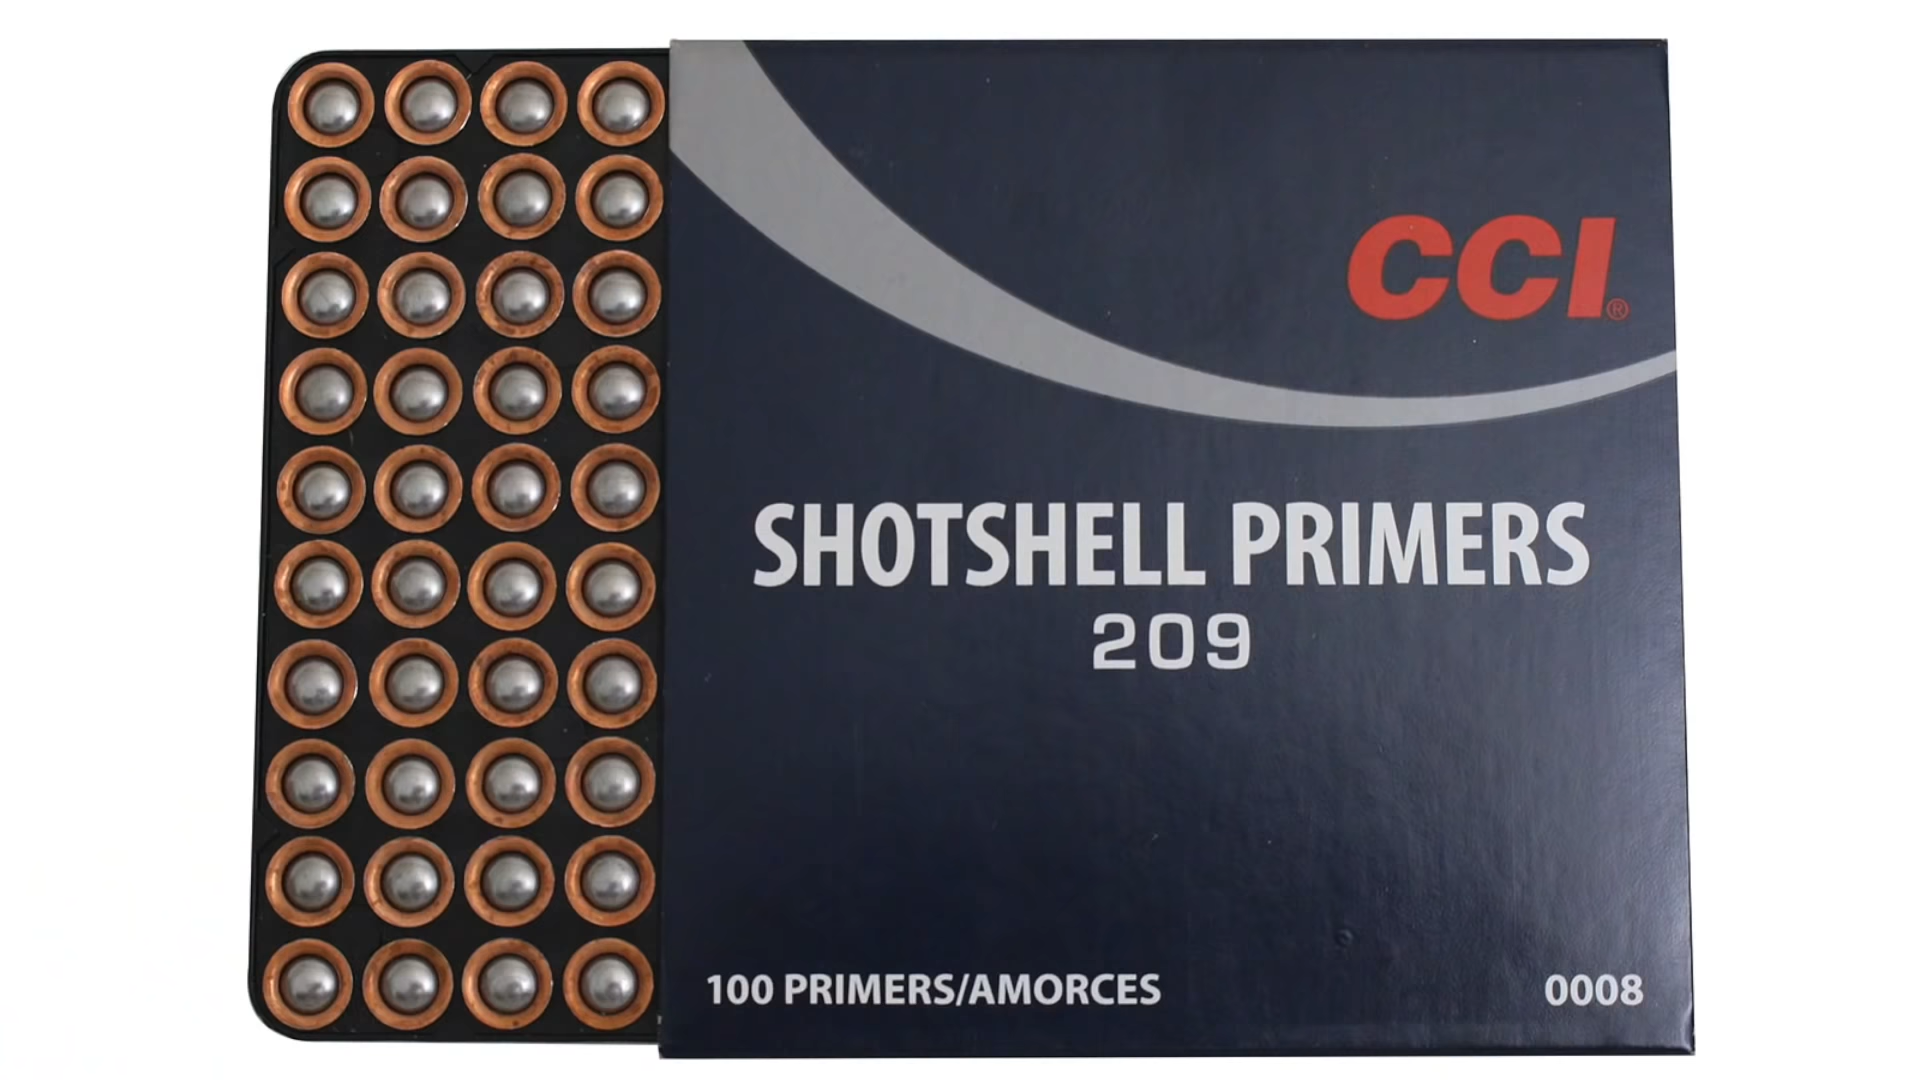 CCI®
SHOTSHELL PRIMERS
209
100 PRIMERS/AMORCES
0008